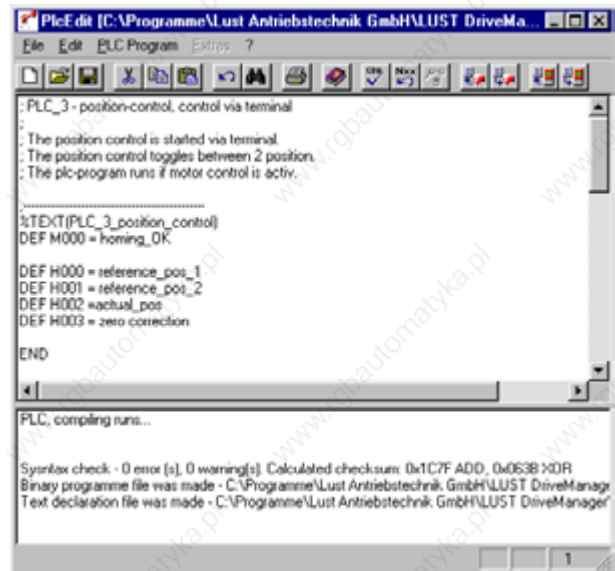 PlcEdit [C:\Programme\Lust Antriebstechnik GmbH\LUST DriveMa...
File Edit PLC Program Extras ?
; PLC_3 - position-control, control via terminal
;
; The position control is started via terminal.
; The position control toggles between 2 position.
; The plc-program runs if motor control is activ.
;----------------------------------------
%TEXT(PLC_3_position_control)
DEF M000 = homing_OK
DEF H000 = reference_pos_1
DEF H001 = reference_pos_2
DEF H002 =actual_pos
DEF H003 = zero correction
END
PLC, compiling runs...
Sysntax check - 0 error (s), 0 warning(s). Calculated checksum: 0x1C7F ADD, 0x063B XOR
Binary programme file was made - C:\Programme\Lust Antriebstechnik GmbH\LUST DriveManage
Text declaration file was made - C:\Programme\Lust Antriebstechnik GmbH\LUST DriveManager\
1
www.rgbautomatyka.pl